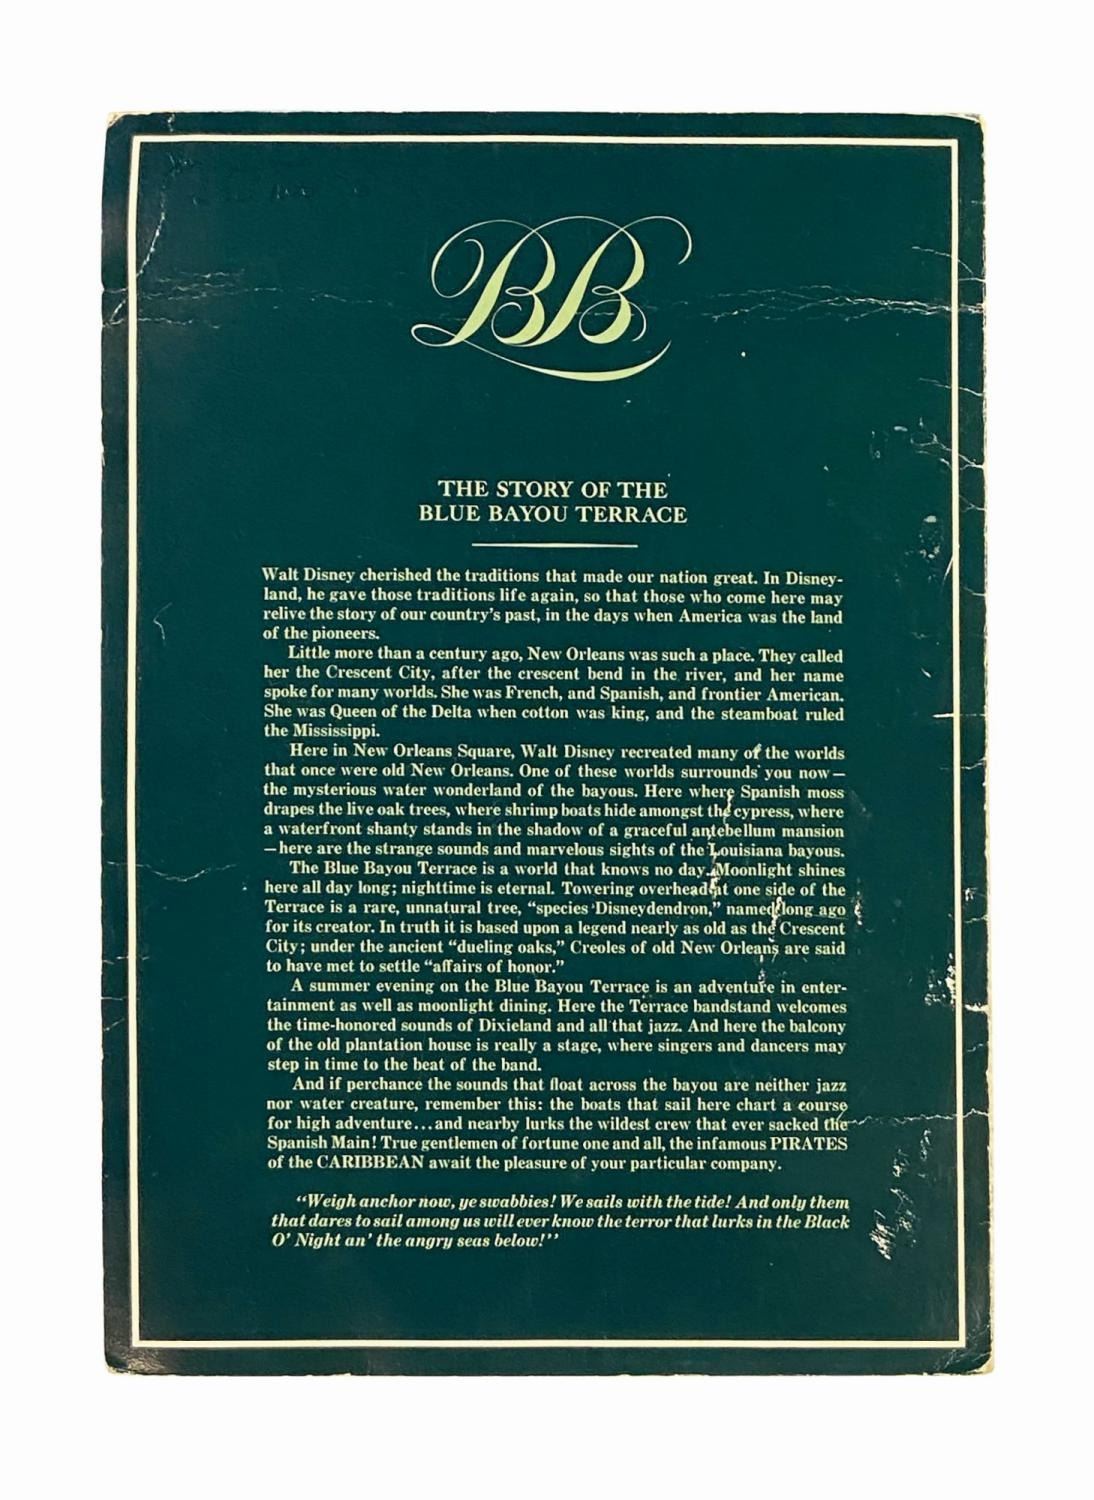 BB
THE STORY OF THE
BLUE BAYOU TERRACE
Walt Disney cherished the traditions that made our nation great. In Disney-
land, he gave those traditions life again, so that those who come here may
relive the story of our country's past, in the days when America was the land
of the pioneers.
Little more than a century ago, New Orleans was such a place. They called
her the Crescent City, after the crescent bend in the river, and her name
spoke for many worlds. She was French, and Spanish, and frontier American.
She was Queen of the Delta when cotton was king, and the steamboat ruled
the Mississippi.
Here in New Orleans Square, Walt Disney recreated many of the worlds
that once were old New Orleans. One of these worlds surrounds you now—
the mysterious water wonderland of the bayous. Here where Spanish moss
drapes the live oak trees, where shrimp boats hide amongst the cypress, where
a waterfront shanty stands in the shadow of a graceful antebellum mansion
—here are the strange sounds and marvelous sights of the Louisiana bayous.
The Blue Bayou Terrace is a world that knows no day. Moonlight shines
here all day long; nighttime is eternal. Towering overhead at one side of the
Terrace is a rare, unnatural tree, “species Disneydendron,” named long ago
for its creator. In truth it is based upon a legend nearly as old as the Crescent
City; under the ancient “dueling oaks,” Creoles of old New Orleans are said
to have met to settle “affairs of honor.”
A summer evening on the Blue Bayou Terrace is an adventure in enter-
tainment as well as moonlight dining. Here the Terrace bandstand welcomes
the time-honored sounds of Dixieland and all that jazz. And here the balcony
of the old plantation house is really a stage, where singers and dancers may
step in time to the beat of the band.
And if perchance the sounds that float across the bayou are neither jazz
nor water creature, remember this: the boats that sail here chart a course
for high adventure...and nearby lurks the wildest crew that ever sacked the
Spanish Main! True gentlemen of fortune one and all, the infamous PIRATES
of the CARIBBEAN await the pleasure of your particular company.
“Weigh anchor now, ye swabbies! We sails with the tide! And only them
that dares to sail among us will ever know the terror that lurks in the Black
O' Night an' the angry seas below!”